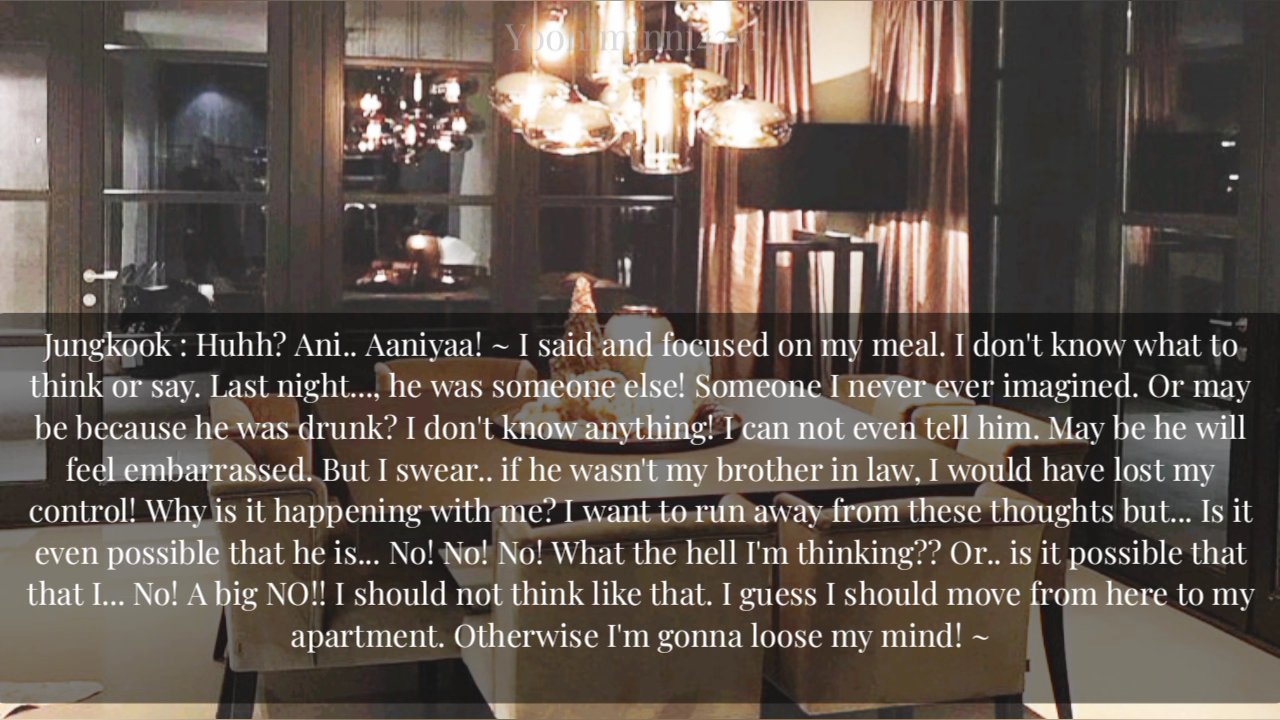 Jungkook : Huhh? Ani.. Aaniyaa! ~ I said and focused on my meal. I don't know what to
think or say. Last night..., he was someone else! Someone I never ever imagined. Or may
be because he was drunk? I don't know anything! I can not even tell him. May be he will
feel embarrassed. But I swear.. if he wasn't my brother in law, I would have lost my
control! Why is it happening with me? I want to run away from these thoughts but... Is it
even possible that he is... No! No! No! What the hell I'm thinking?? Or.. is it possible that
that I... No! A big NO!! I should not think like that. I guess I should move from here to my
apartment. Otherwise I'm gonna loose my mind! ~